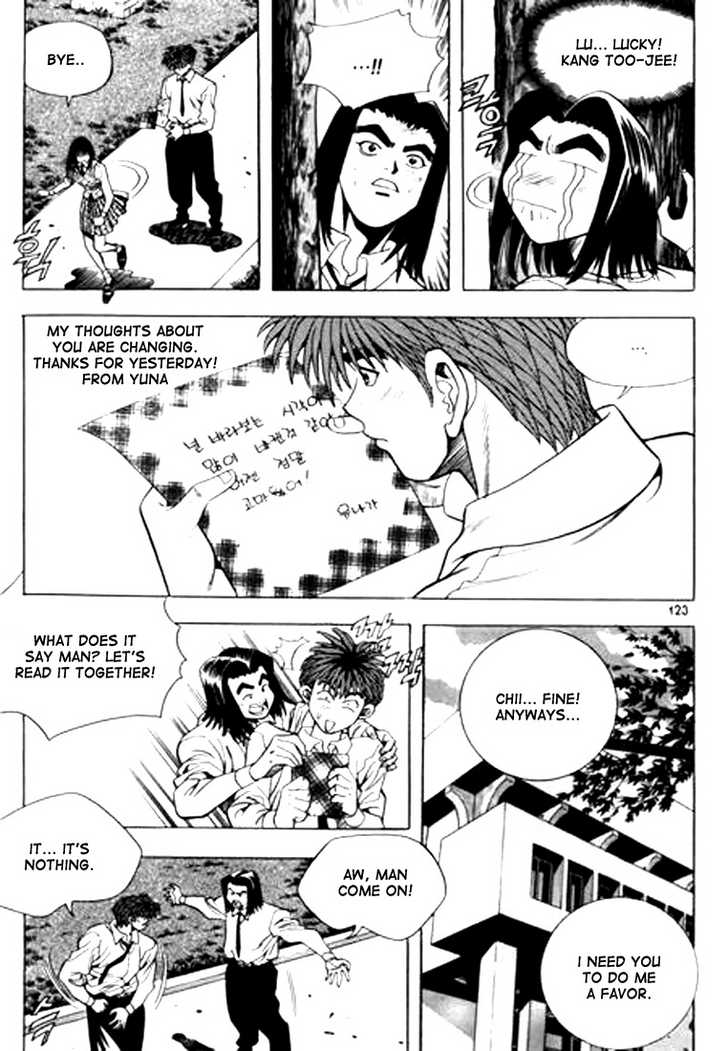 BYE..
...!!
LU... LUCKY!
KANG TOO-JEE!
MY THOUGHTS ABOUT
YOU ARE CHANGING.
THANKS FOR YESTERDAY!
FROM YUNA
널 바라보는 시각이
많이 변한것 같아
어젠 정말
고마웠어!
유나가
...
123
WHAT DOES IT
SAY MAN? LET'S
READ IT TOGETHER!
CHII... FINE!
ANYWAYS...
IT... IT'S
NOTHING.
AW, MAN
COME ON!
I NEED YOU
TO DO ME
A FAVOR.